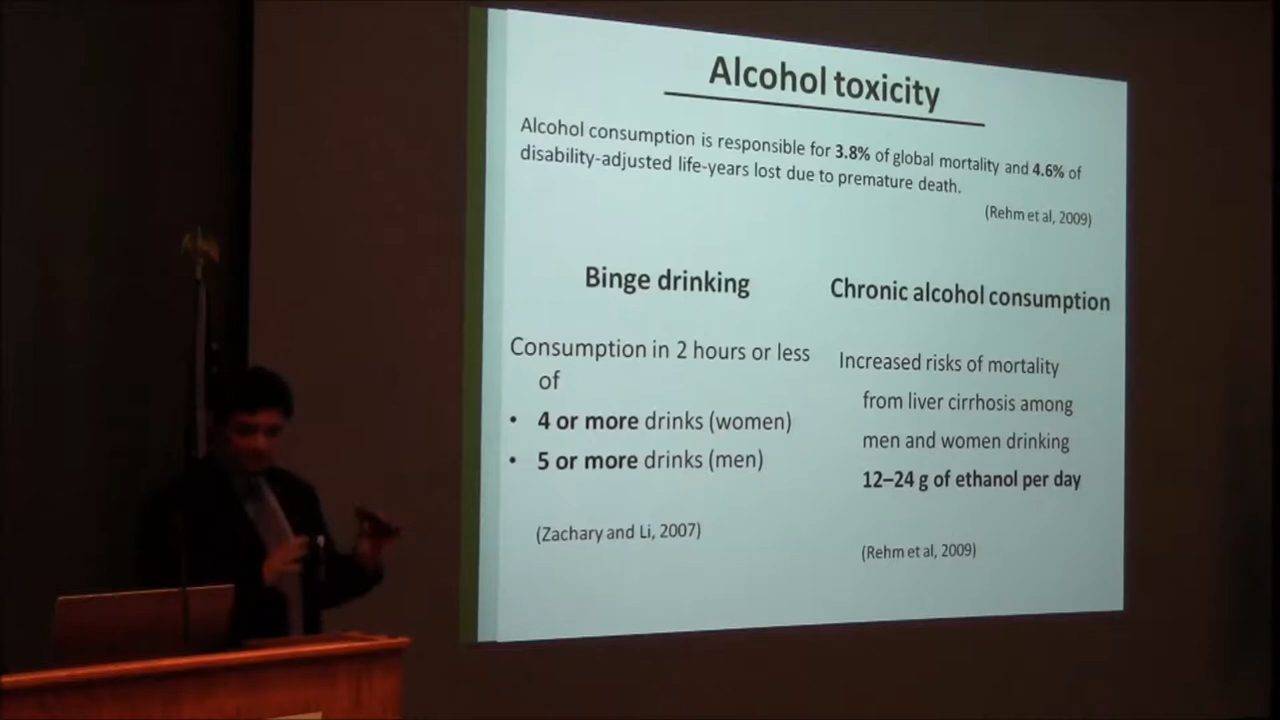 Alcohol toxicity
Alcohol consumption is responsible for 3.8% of global mortality and 4.6% of
disability-adjusted life-years lost due to premature death.
(Rehm et al, 2009)
Binge drinking
Consumption in 2 hours or less
of
• 4 or more drinks (women)
• 5 or more drinks (men)
(Zachary and Li, 2007)
Chronic alcohol consumption
Increased risks of mortality
from liver cirrhosis among
men and women drinking
12–24 g of ethanol per day
(Rehm et al, 2009)